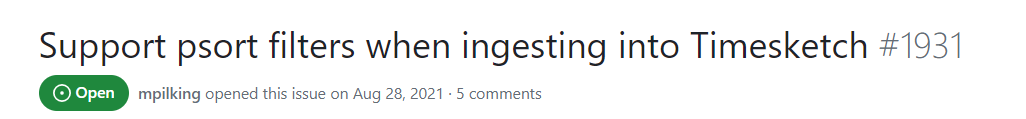 Support psort filters when ingesting into Timesketch #1931
Open mpilking opened this issue on Aug 28, 2021 · 5 comments